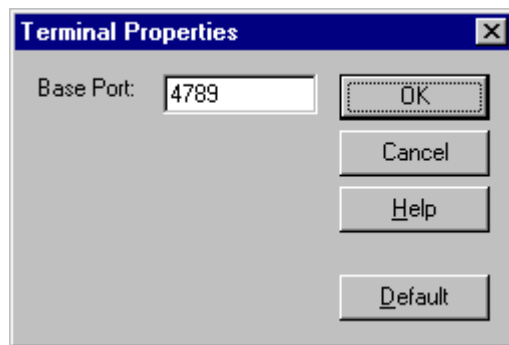 Terminal Properties
Base Port: 4789
OK
Cancel
Help
Default